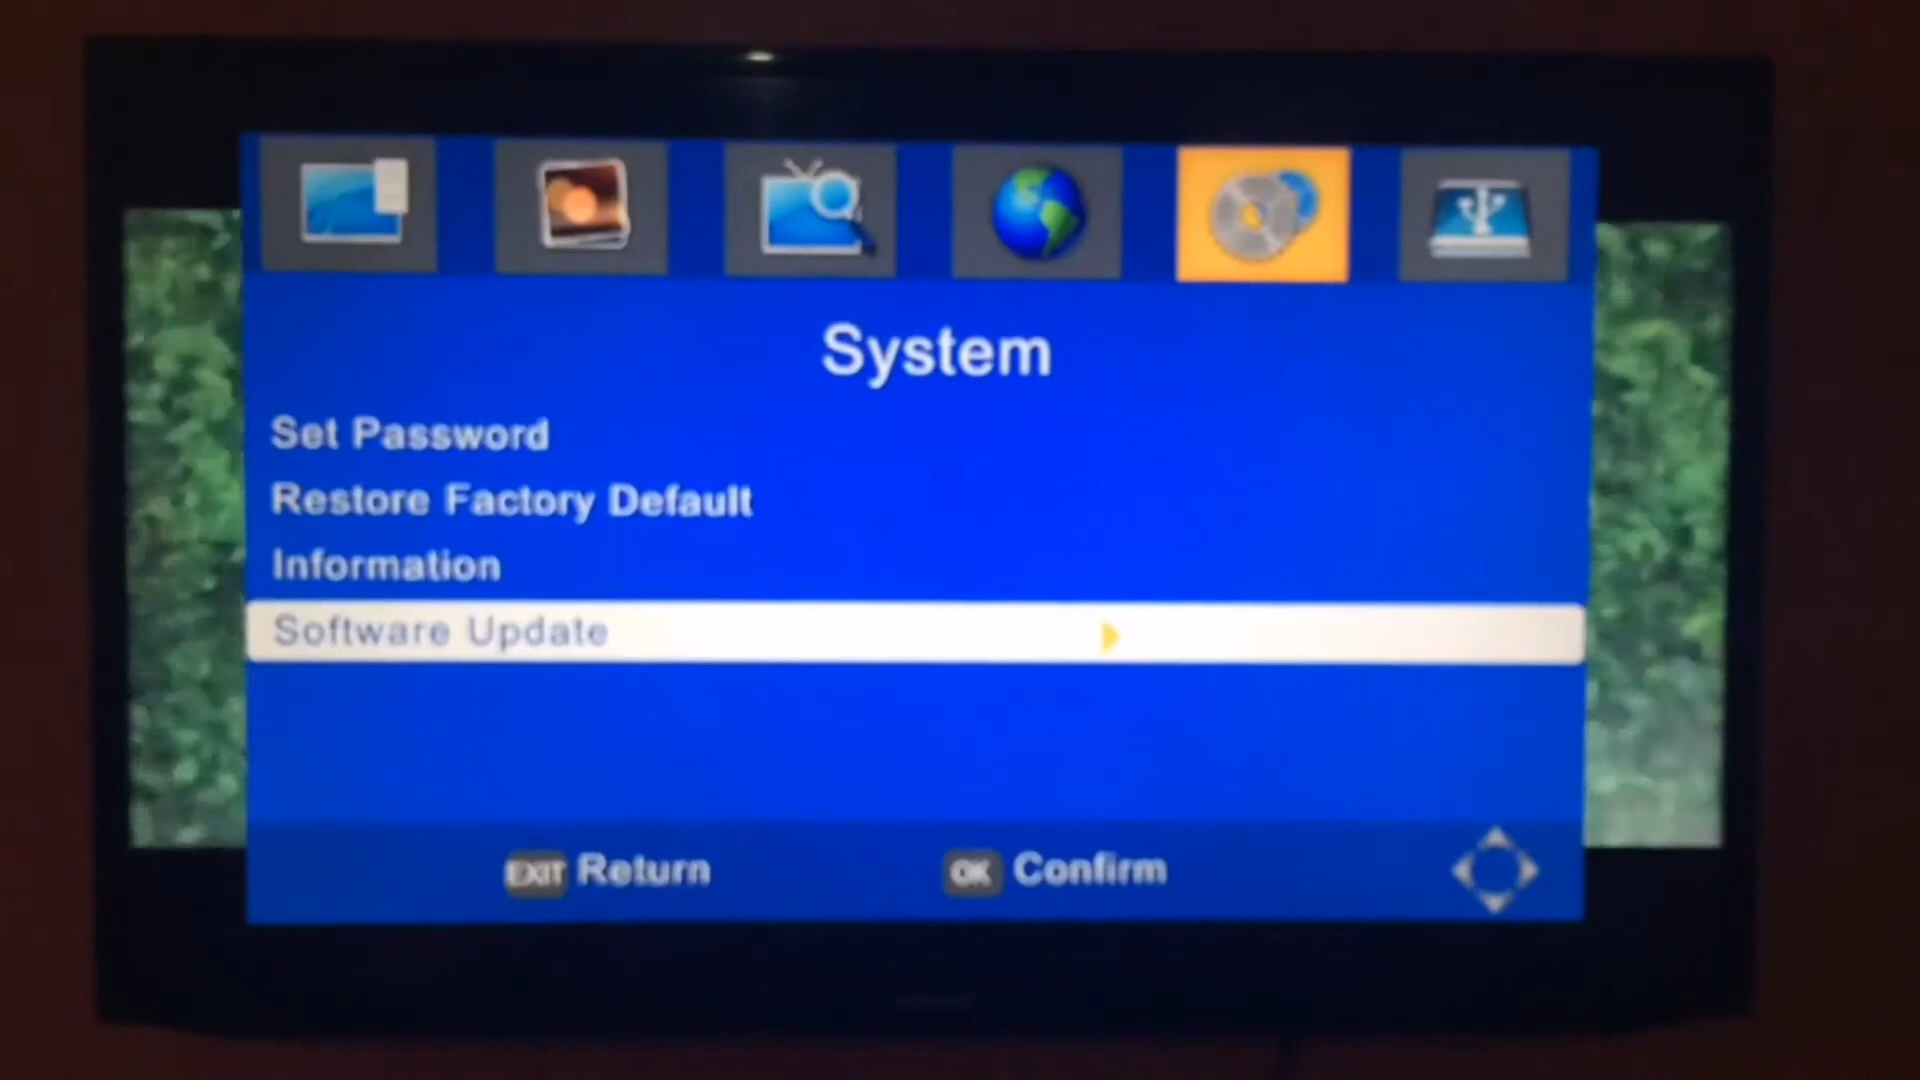 System
Set Password
Restore Factory Default
Information
Software Update
EXIT Return
OK Confirm